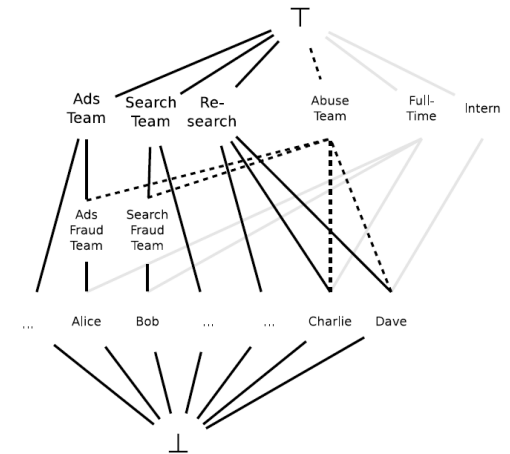 ⊤
Ads
Team
Search
Team
Re-
search
Abuse
Team
Full-
Time
Intern
Ads
Fraud
Team
Search
Fraud
Team
...
Alice
Bob
...
...
Charlie
Dave
⊥